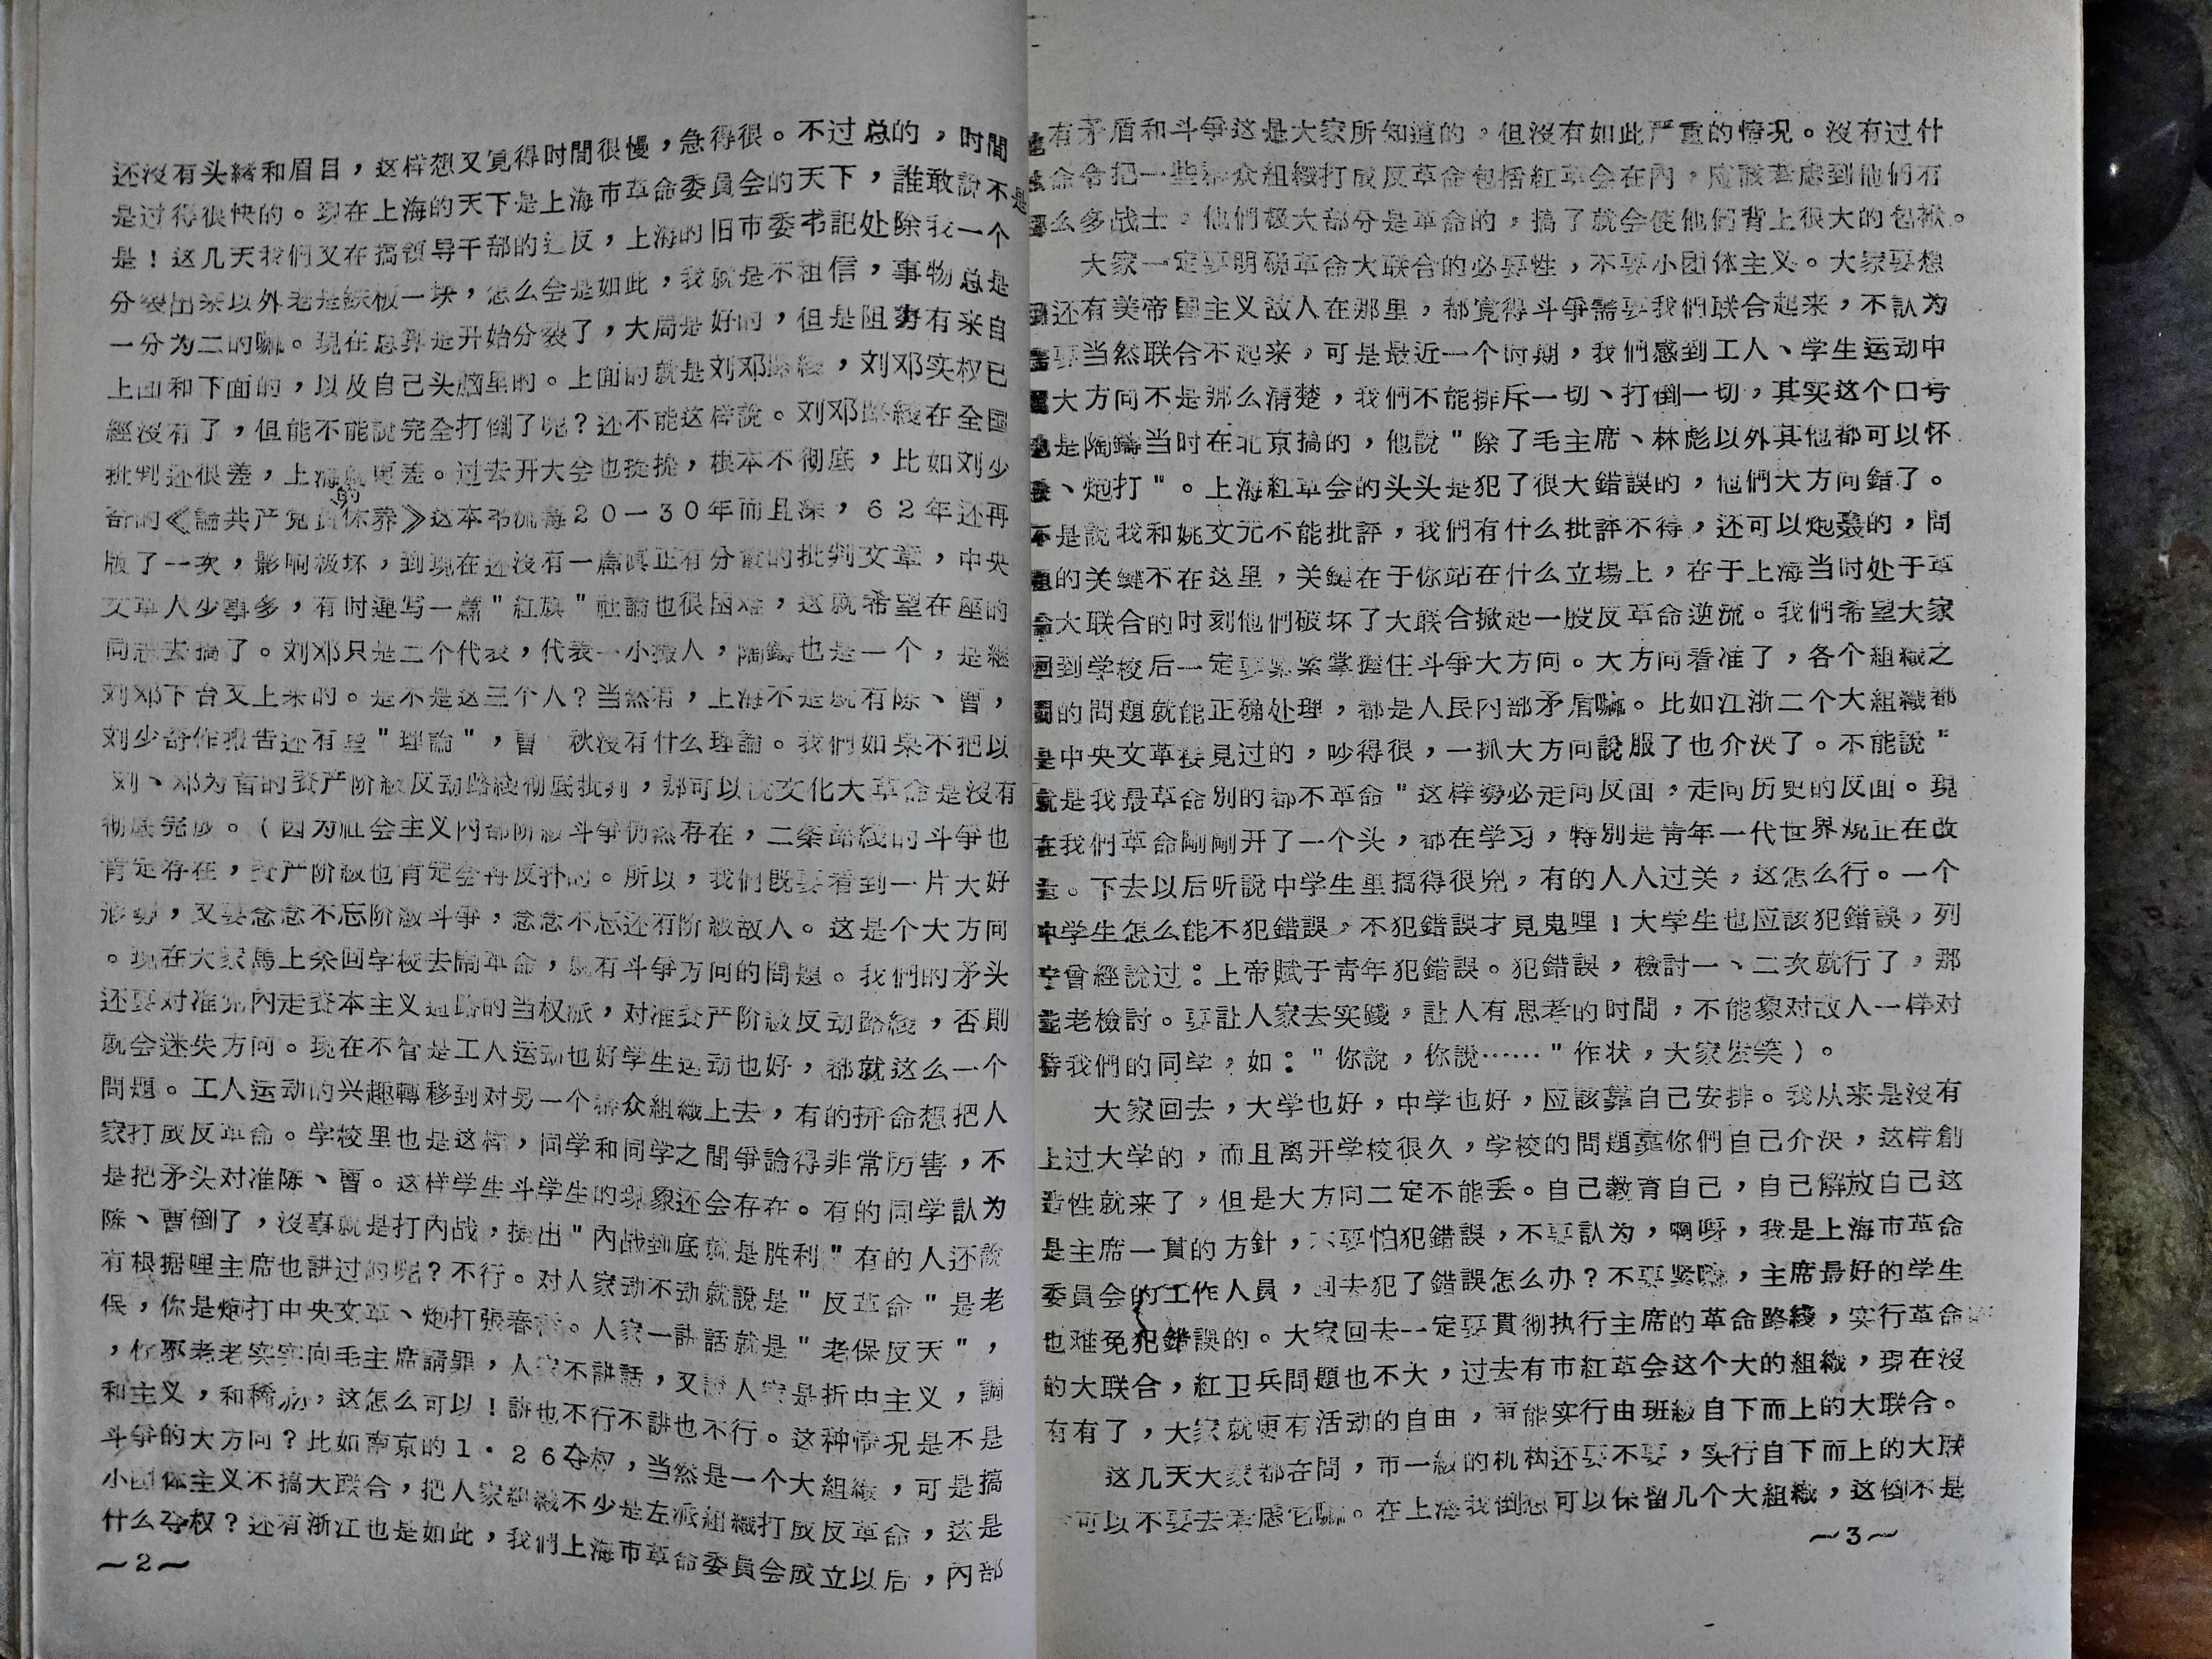 还沒有头緒和眉目，这样想又覓得时間很慢，急得很。不过总的，时間
是过得很快的。現在上海的天下是上海市革命委員会的天下，誰敢說不是
是！这几天我們又在搞領导干部的造反，上海的旧市委书記处除我一个
分裂出来以外老是鉄板一块，怎么会是如此，我就是不相信，事物总是
一分为二的嘛。現在总算是开始分裂了，大局是好的，但是阻势有来自
上面和下面的，以及自己头脑里的。上面的就是刘邓路綫，刘邓实权已
經沒有了，但能不能說完全打倒了呢？还不能这样說。刘邓路綫在全国
批判还很差，上海就更差。过去开大会也提提，根本不彻底，比如刘少
奇的《論共产党員的休养》这本书流毒２０—３０年而且深，６２年还再
版了一次，影响极坏，到現在还沒有一篇眞正有分量的批判文章，中央
文革人少事多，有时連写一篇"紅旗"社論也很困难，这就希望在座的
同志去搞了。刘邓只是二个代表，代表一小撮人，陶鑄也是一个，是継
刘邓下台又上来的。是不是这三个人？当然有，上海不是就有陈、曹，
刘少奇作报告还有里"理論"，曹　秋沒有什么理論。我們如果不把以
刘、邓为首的資产阶級反动路綫彻底批判，那可以說文化大革命是沒有
彻底完成。（因为社会主义内部阶級斗爭仍然存在，二条路綫的斗爭也
肯定存在，資产阶級也肯定会再反扑的。所以，我們既要看到一片大好
形势，又要念念不忘阶級斗爭，念念不忘还有阶級敌人。这是个大方向
。現在大家馬上杀回学校去鬧革命，就有斗爭方向的問題。我們的矛头
还要对准党內走資本主义道路的当权派，对准資产阶級反动路綫，否則
就会迷失方向。現在不管是工人运动也好学生运动也好，都就这么一个
問題。工人运动的兴趣轉移到对另一个群众組織上去，有的拼命想把人
家打成反革命。学校里也是这样，同学和同学之間爭論得非常厉害，不
是把矛头对准陈、曹。这样学生斗学生的現象还会存在。有的同学認为
陈、曹倒了，沒事就是打內战，提出"內战到底就是胜利"有的人还說
有根据哩主席也講过的呢？不行。对人家动不动就說是"反革命"是老
保，你是炮打中央文革、炮打張春桥。人家一講話就是"老保反天"，
，你要老老实实向毛主席請罪，人家不講話，又說人家是折中主义，調
和主义，和稀泥，这怎么可以！講也不行不講也不行。这种情况是不是
斗爭的大方向？比如南京的１·２６夺权，当然是一个大組織，可是搞
小团体主义不搞大联合，把人家組織不少是左派組織打成反革命，这是
什么夺权？还有浙江也是如此，我們上海市革命委員会成立以后，內部
～２～
有矛盾和斗爭这是大家所知道的，但沒有如此严重的情况。沒有过什
么命令把一些群众組織打成反革命包括紅革会在內，应該考虑到他們有
那么多战士，他們极大部分是革命的，搞了就会使他們背上很大的包袱。
大家一定要明确革命大联合的必要性，不要小团体主义。大家要想
还有美帝国主义敌人在那里，都覓得斗爭需要我們联合起来，不認为
需要当然联合不起来，可是最近一个时期，我們感到工人、学生运动中
大方向不是那么清楚，我們不能排斥一切、打倒一切，其实这个口号
也是陶鑄当时在北京搞的，他說"除了毛主席、林彪以外其他都可以怀
疑、炮打"。上海紅革会的头头是犯了很大錯誤的，他們大方向錯了。
不是說我和姚文元不能批評，我們有什么批評不得，还可以炮轰的，問
題的关鍵不在这里，关鍵在于你站在什么立場上，在于上海当时处于革
命大联合的时刻他們破坏了大联合掀起一股反革命逆流。我們希望大家
回到学校后一定要紧紧掌握住斗爭大方向。大方向看准了，各个組織之
間的問題就能正确处理，都是人民內部矛盾嘛。比如江浙二个大組織都
是中央文革接見过的，吵得很，一抓大方向說服了也介决了。不能說"
就是我最革命別的都不革命"这样势必走向反面，走向历史的反面。現
在我們革命剛剛开了一个头，都在学习，特別是青年一代世界观正在改
造。下去以后听說中学生里搞得很兇，有的人人过关，这怎么行。一个
中学生怎么能不犯錯誤，不犯錯誤才見鬼哩！大学生也应該犯錯誤，列
宁曾經說过：上帝賦于青年犯錯誤。犯錯誤，檢討一、二次就行了，那
能老檢討。要讓人家去实踐，讓人有思考的时間，不能象对敌人一样对
待我們的同学，如："你說，你說……"作状，大家发笑）。
大家回去，大学也好，中学也好，应該靠自己安排。我从来是沒有
上过大学的，而且离开学校很久，学校的問題靠你們自己介决，这样創
造性就来了，但是大方向二定不能丢。自己教育自己，自己解放自己这
是主席一貫的方針，不要怕犯錯誤，不要認为，啊呀，我是上海市革命
委員会的工作人員，回去犯了錯誤怎么办？不要紧嘛，主席最好的学生
也难免犯錯誤的。大家回去一定要貫彻执行主席的革命路綫，实行革命
的大联合，紅卫兵問題也不大，过去有市紅革会这个大的組織，現在沒
有有了，大家就更有活动的自由，更能实行由班級自下而上的大联合。
这几天大家都在問，市一級的机构还要不要，实行自下而上的大联
可以不要去考虑它嘛。在上海我倒想可以保留几个大組織，这倒不是
～３～